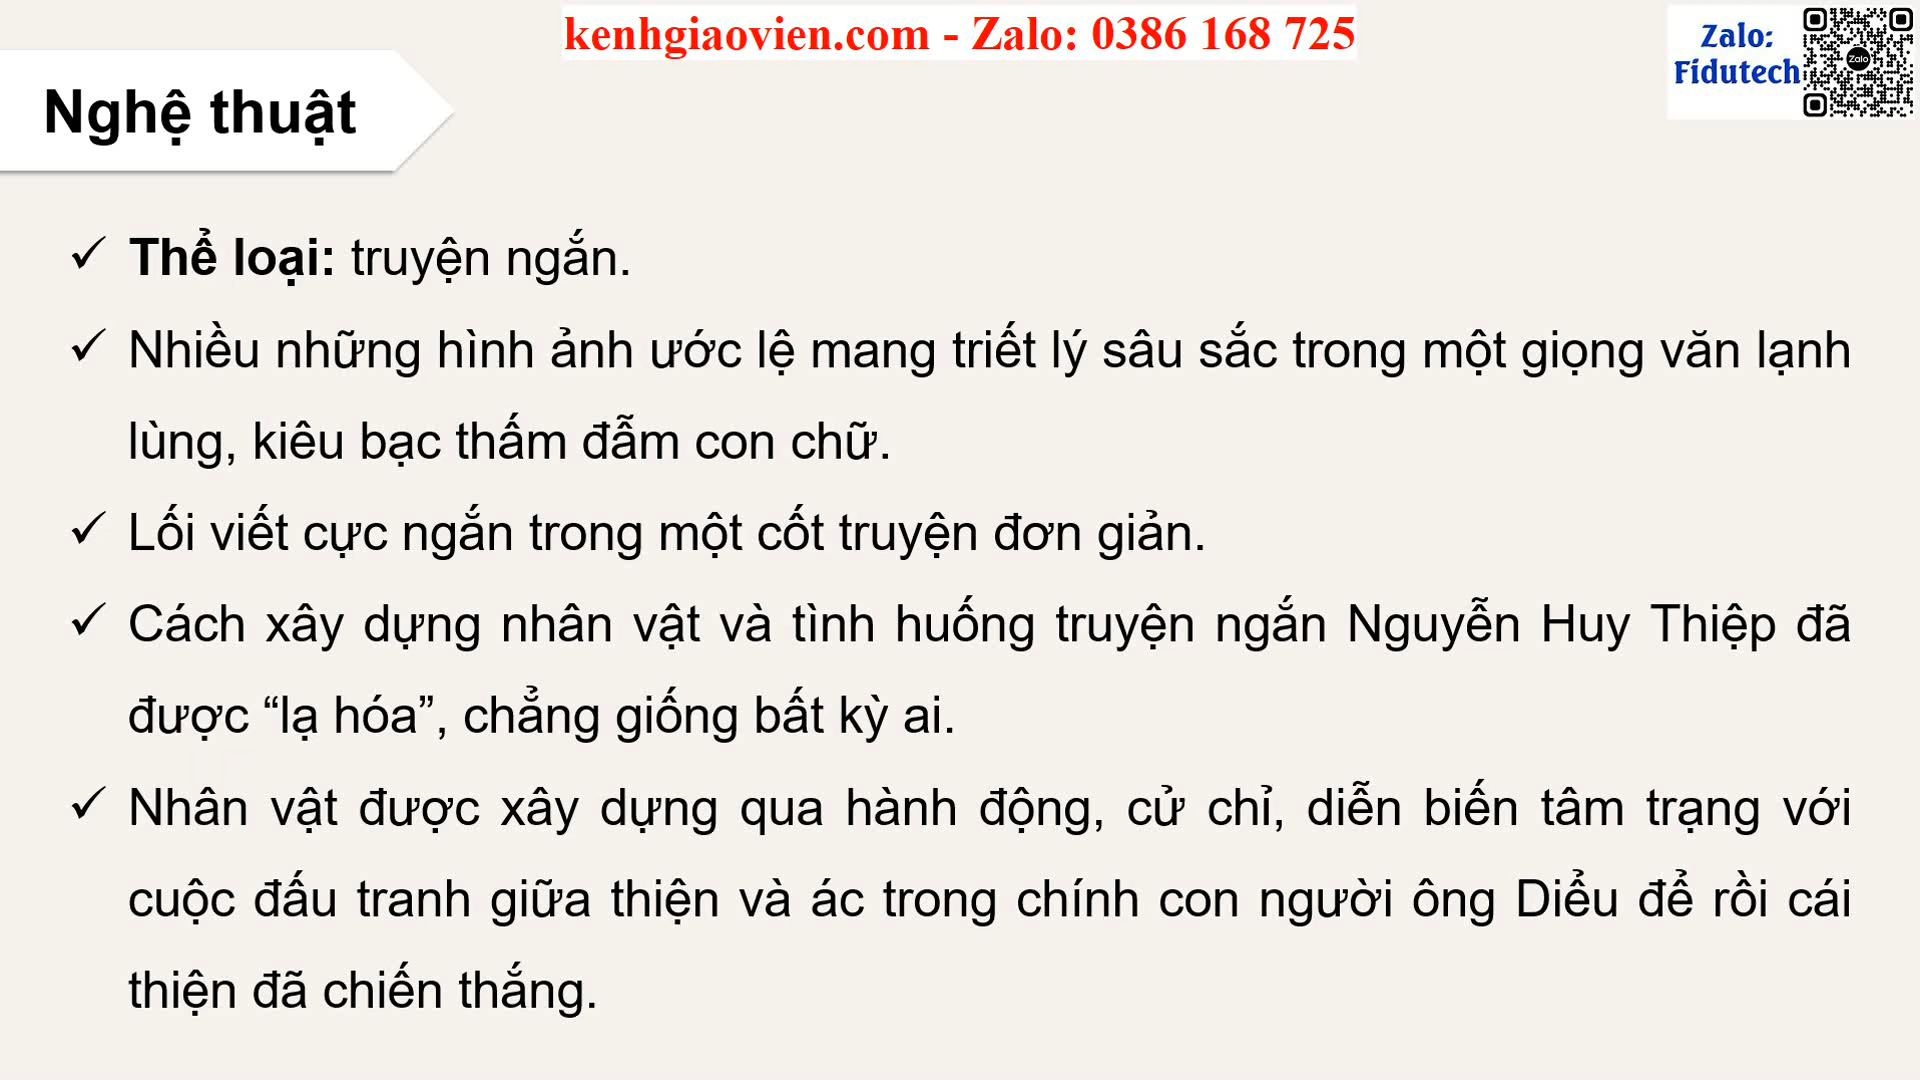 kenhgiaovien.com - Zalo: 0386 168 725
Zalo:
Fidutech
Zalo
Nghệ thuật
✓ Thể loại: truyện ngắn.
✓ Nhiều những hình ảnh ước lệ mang triết lý sâu sắc trong một giọng văn lạnh
lùng, kiêu bạc thấm đẫm con chữ.
✓ Lối viết cực ngắn trong một cốt truyện đơn giản.
✓ Cách xây dựng nhân vật và tình huống truyện ngắn Nguyễn Huy Thiệp đã
được “lạ hóa”, chẳng giống bất kỳ ai.
✓ Nhân vật được xây dựng qua hành động, cử chỉ, diễn biến tâm trạng với
cuộc đấu tranh giữa thiện và ác trong chính con người ông Diểu để rồi cái
thiện đã chiến thắng.